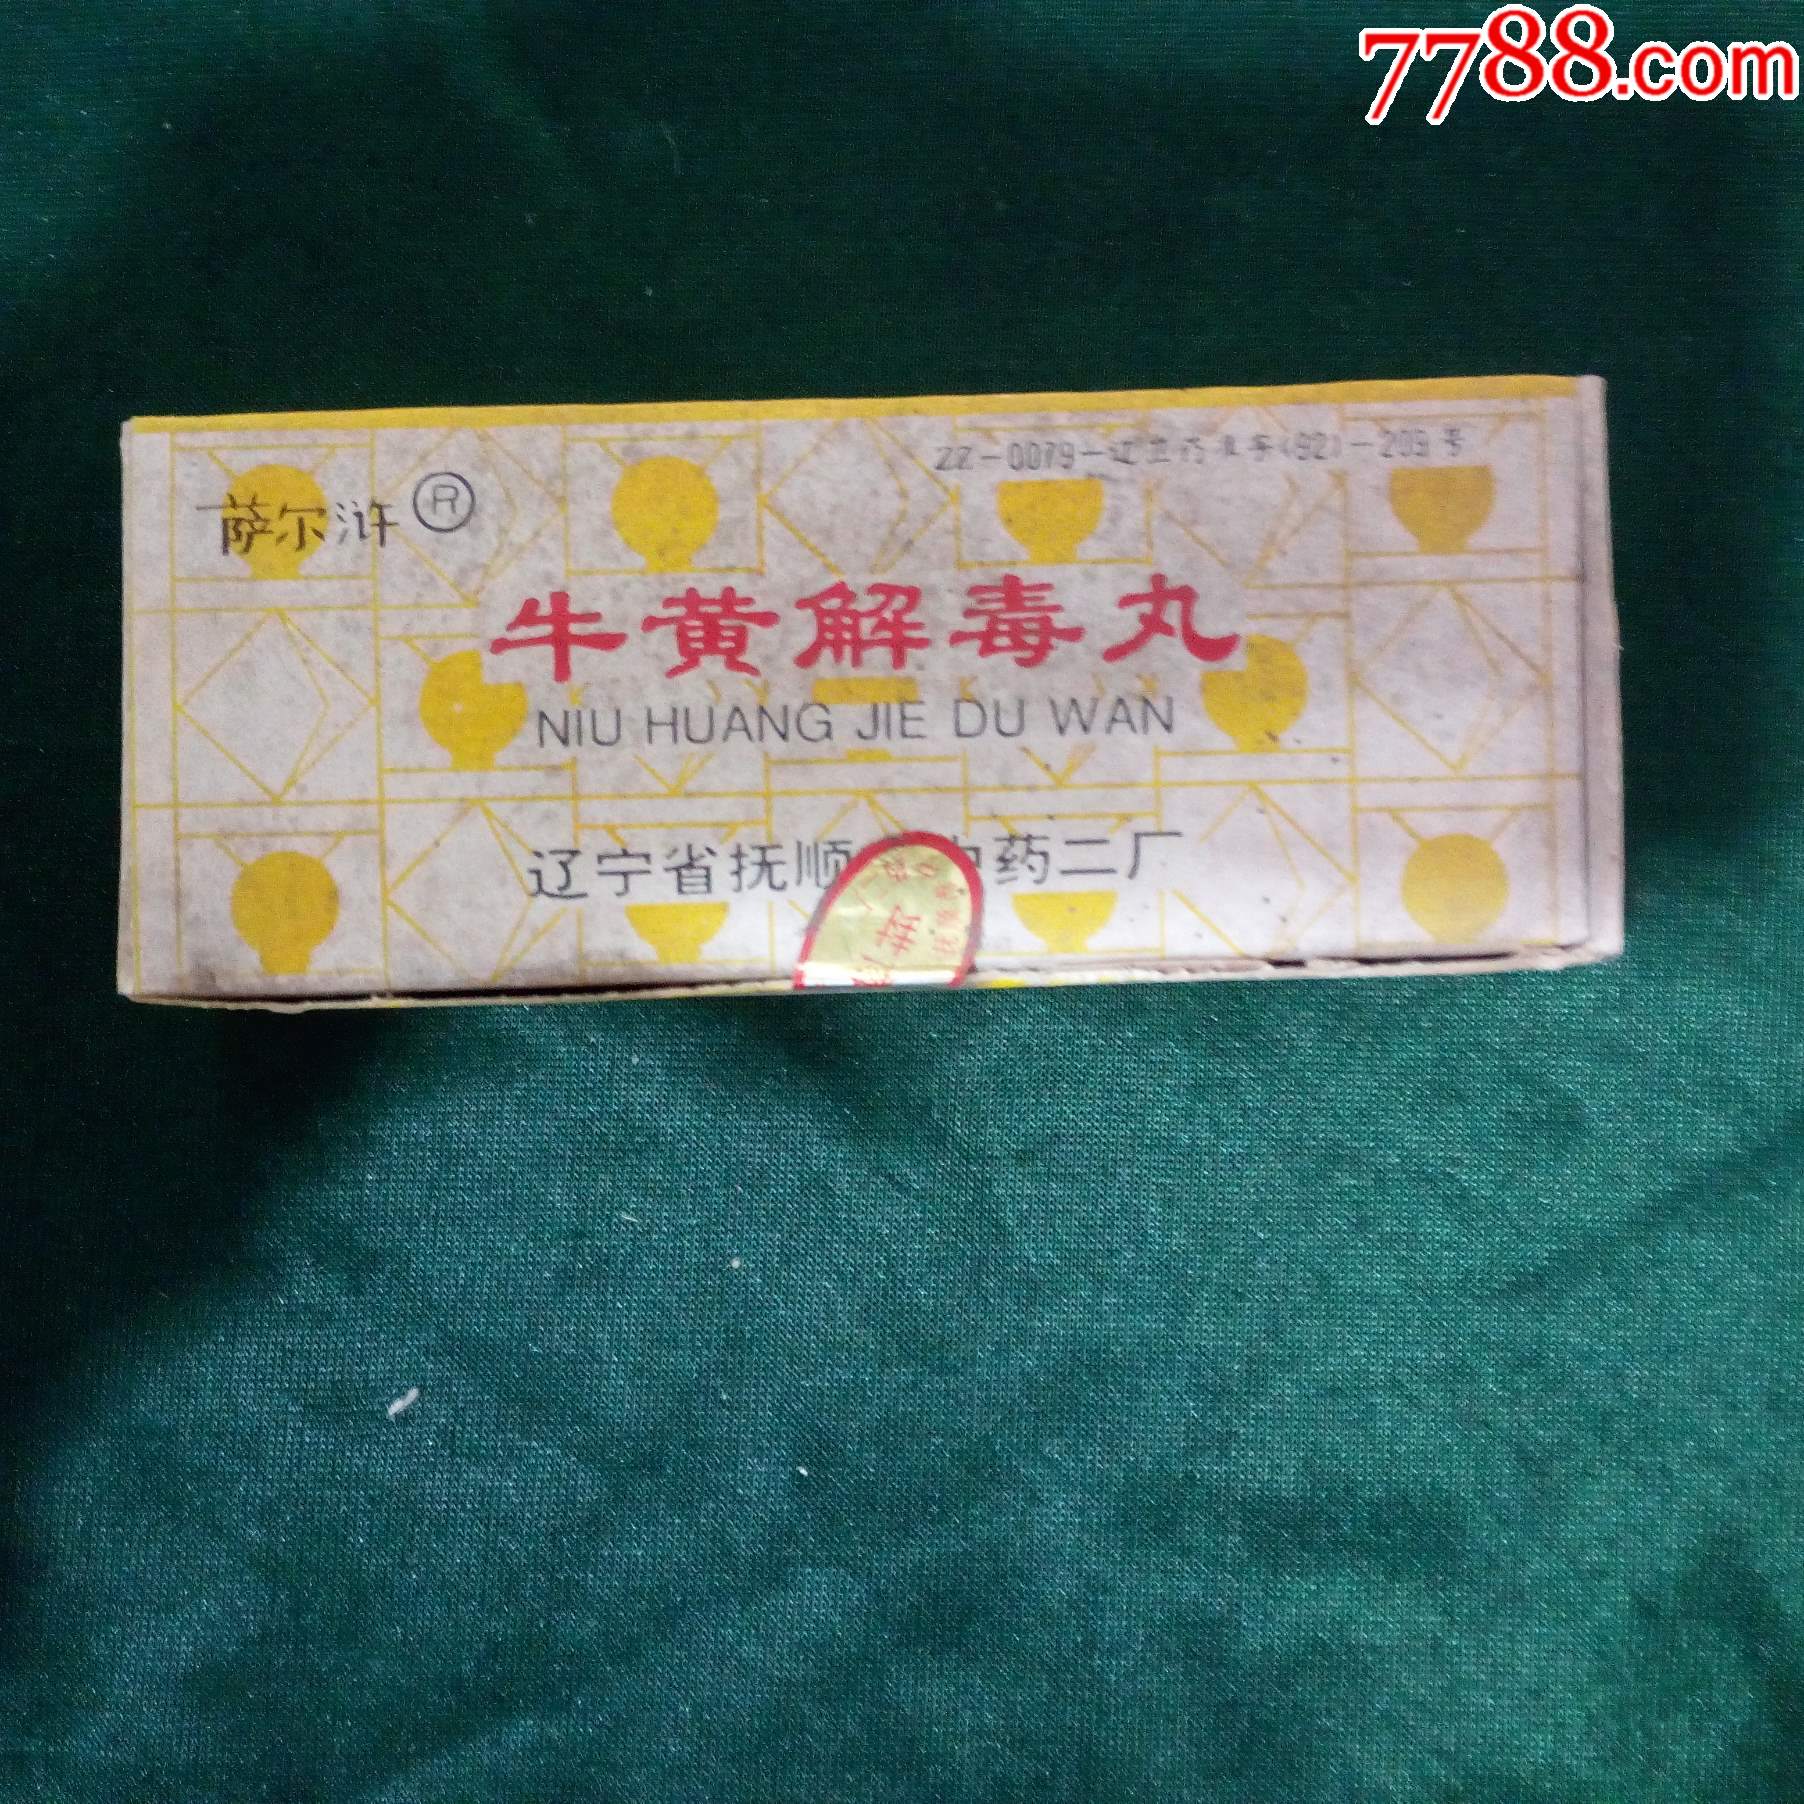 7788.com
ZZ-0079-辽卫药准字(92)-209号
萨尔浒 R
牛黄解毒丸
NIU HUANG JIE DU WAN
辽宁省抚顺 中药二厂